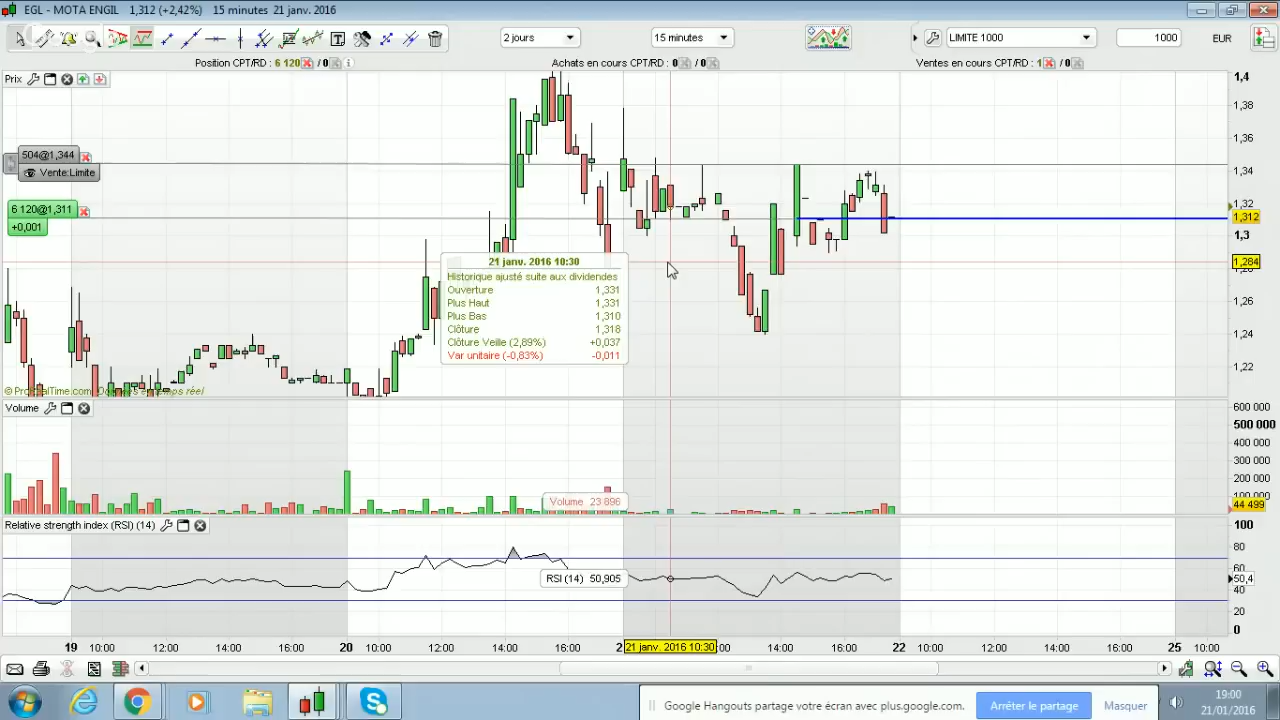 EGL - MOTA ENGIL 1,312 (+2,42%) 15 minutes 21 janv. 2016
2 jours 15 minutes LIMITE 1000 1000 EUR
Position CPT/RD : 6 120 / 0 Achats en cours CPT/RD : 0 / 0 Ventes en cours CPT/RD : 1 / 0
Prix
504@1,344
Vente:Limite
6 120@1,311
+0,001
1,4
1,38
1,36
1,34
1,32
1,312
1,3
1,284
1,26
1,24
1,22
21 janv. 2016 10:30
Historique ajusté suite aux dividendes
Ouverture 1,331
Plus Haut 1,331
Plus Bas 1,310
Clôture 1,318
Clôture Veille (2,89%) +0,037
Var unitaire (-0,83%) -0,011
© ProRealTime.com Données en temps réel
Volume
600 000
500 000
400 000
300 000
200 000
100 000
44 499
Volume 23 896
Relative strength index (RSI) (14)
100
80
60
50,4
40
20
0
RSI (14) 50,905
19 10:00 12:00 14:00 16:00 20 10:00 12:00 14:00 16:00 2 21 janv. 2016 10:30 :00 14:00 16:00 22 10:00 12:00 14:00 16:00 25 10:00
Google Hangouts partage votre écran avec plus.google.com. Arrêter le partage Masquer
19:00
21/01/2016